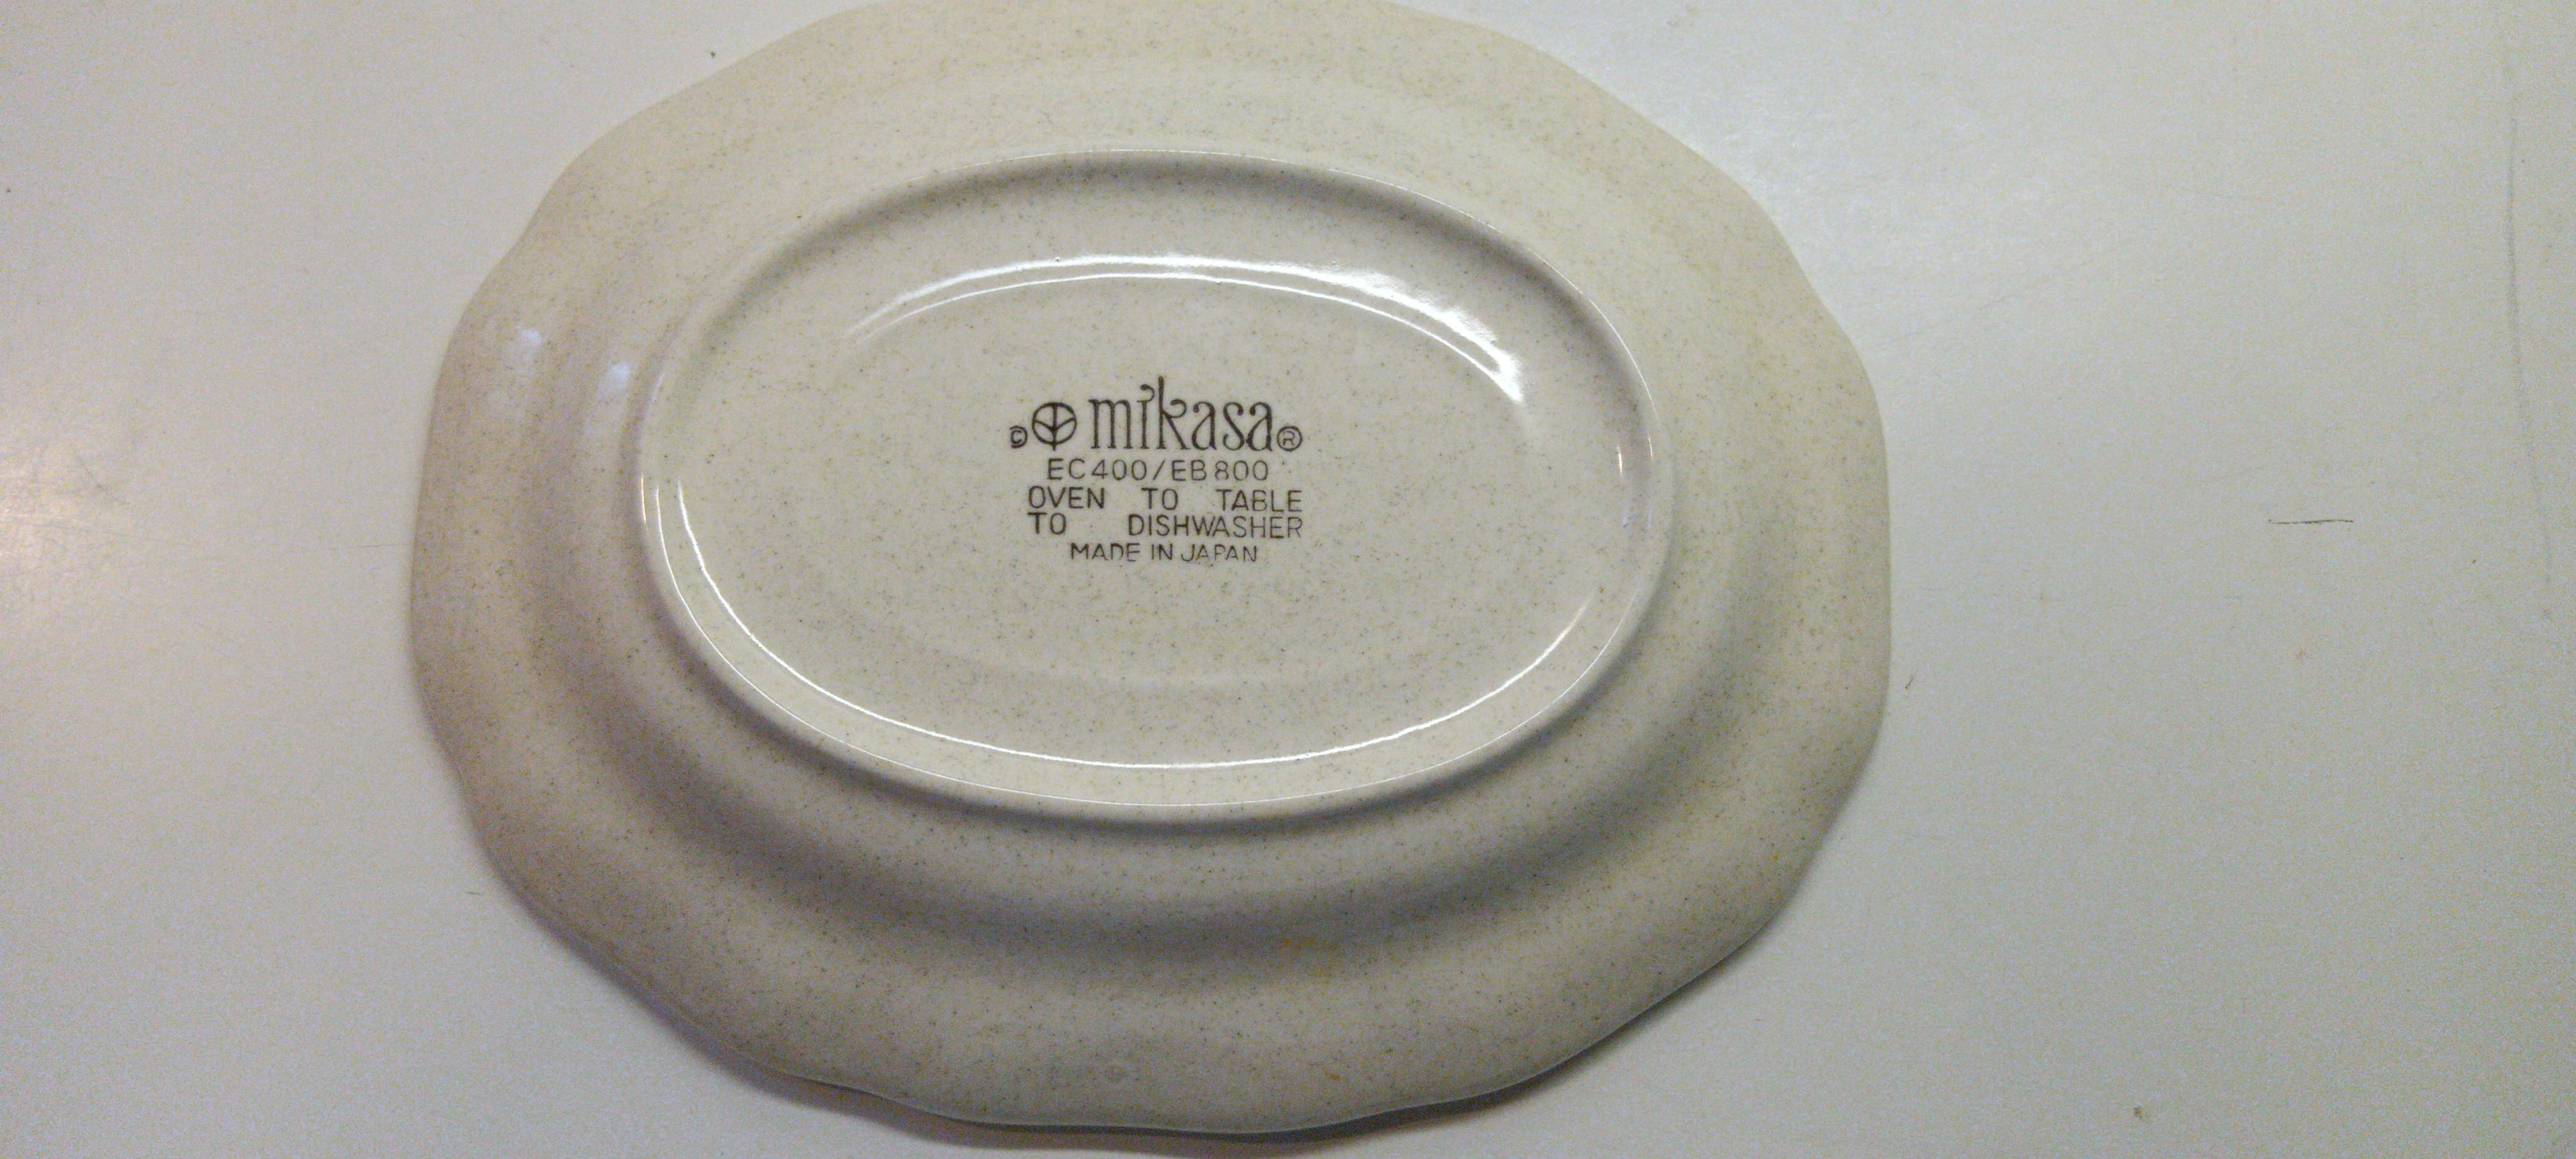 © mikasa®
EC400/EB800
OVEN TO TABLE
TO DISHWASHER
MADE IN JAPAN